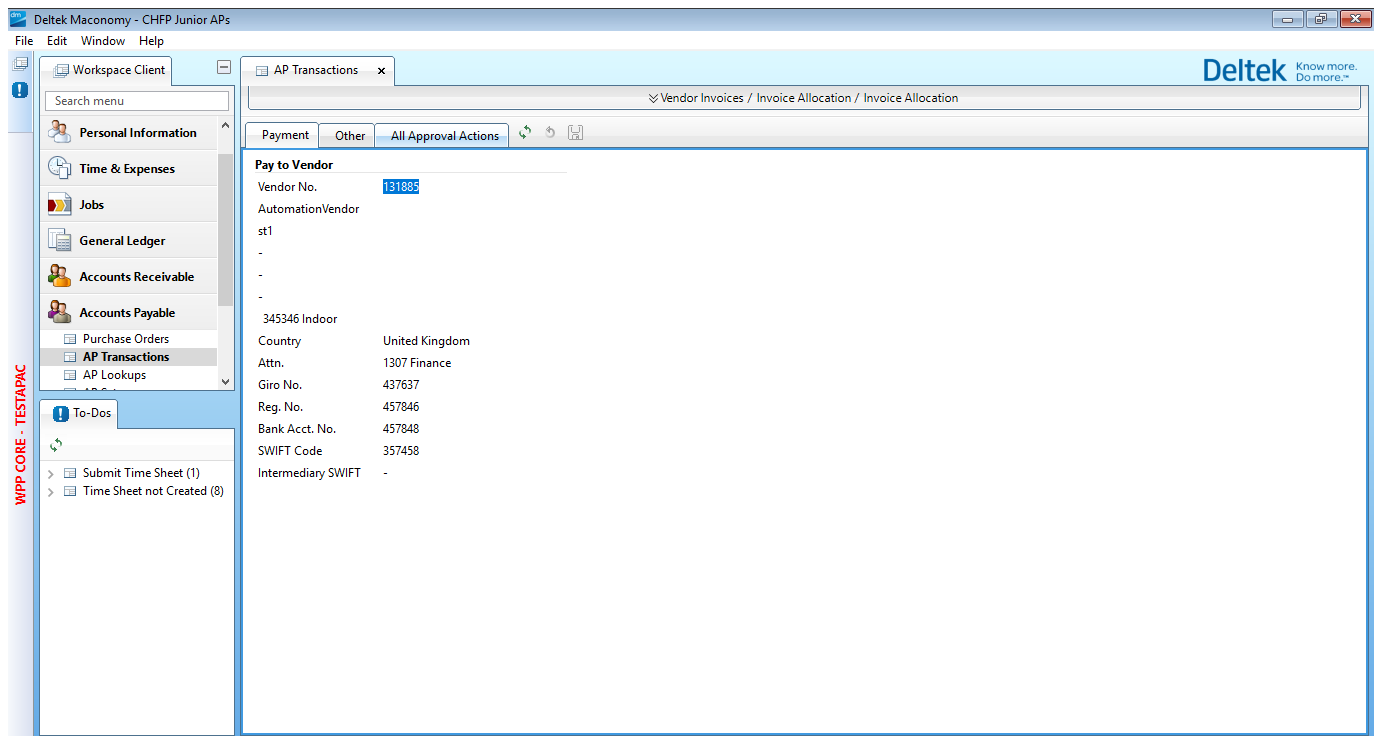 Deltek Maconomy - CHFP Junior APs
File Edit Window Help
Workspace Client
Search menu
Personal Information
Time & Expenses
Jobs
General Ledger
Accounts Receivable
Accounts Payable
Purchase Orders
AP Transactions
AP Lookups
To-Dos
Submit Time Sheet (1)
Time Sheet not Created (8)
WPP CORE - TESTAPAC
AP Transactions
Deltek Know more. Do more.™
Vendor Invoices / Invoice Allocation / Invoice Allocation
Payment Other All Approval Actions
Pay to Vendor
Vendor No. 131885
AutomationVendor
st1
-
-
-
345346 Indoor
Country United Kingdom
Attn. 1307 Finance
Giro No. 437637
Reg. No. 457846
Bank Acct. No. 457848
SWIFT Code 357458
Intermediary SWIFT -